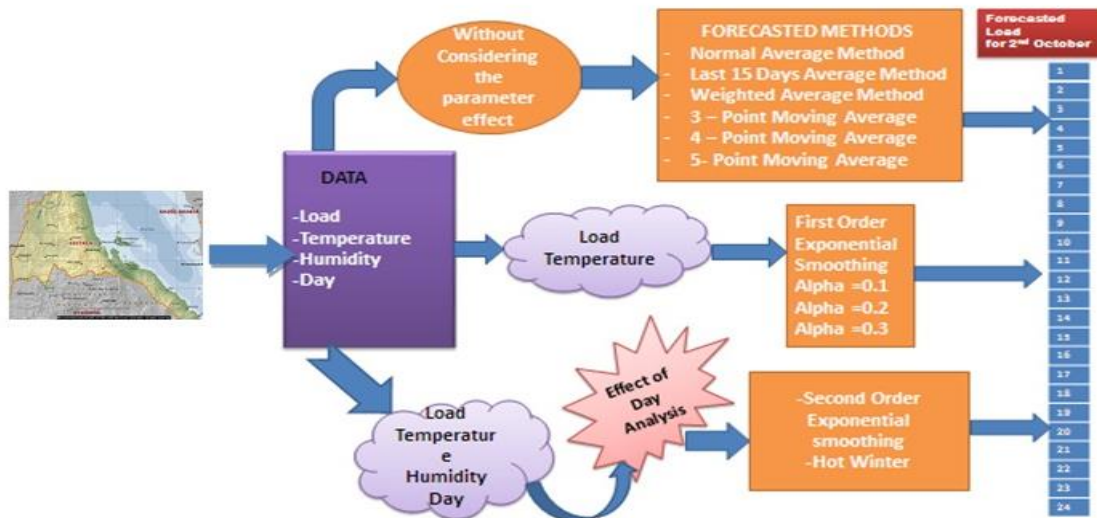 Without
Considering
the
parameter
effect
FORECASTED METHODS
- Normal Average Method
- Last 15 Days Average Method
- Weighted Average Method
- 3 – Point Moving Average
- 4 – Point Moving Average
- 5- Point Moving Average
Forecasted
Load
for 2nd October
DATA
-Load
-Temperature
-Humidity
-Day
Load
Temperature
First Order
Exponential
Smoothing
Alpha =0.1
Alpha =0.2
Alpha =0.3
Load
Temperatur
e
Humidity
Day
Effect of
Day
Analysis
-Second Order
Exponential
smoothing
-Hot Winter
1
2
3
4
5
6
7
8
9
10
11
12
13
14
15
16
17
18
19
20
21
22
23
24